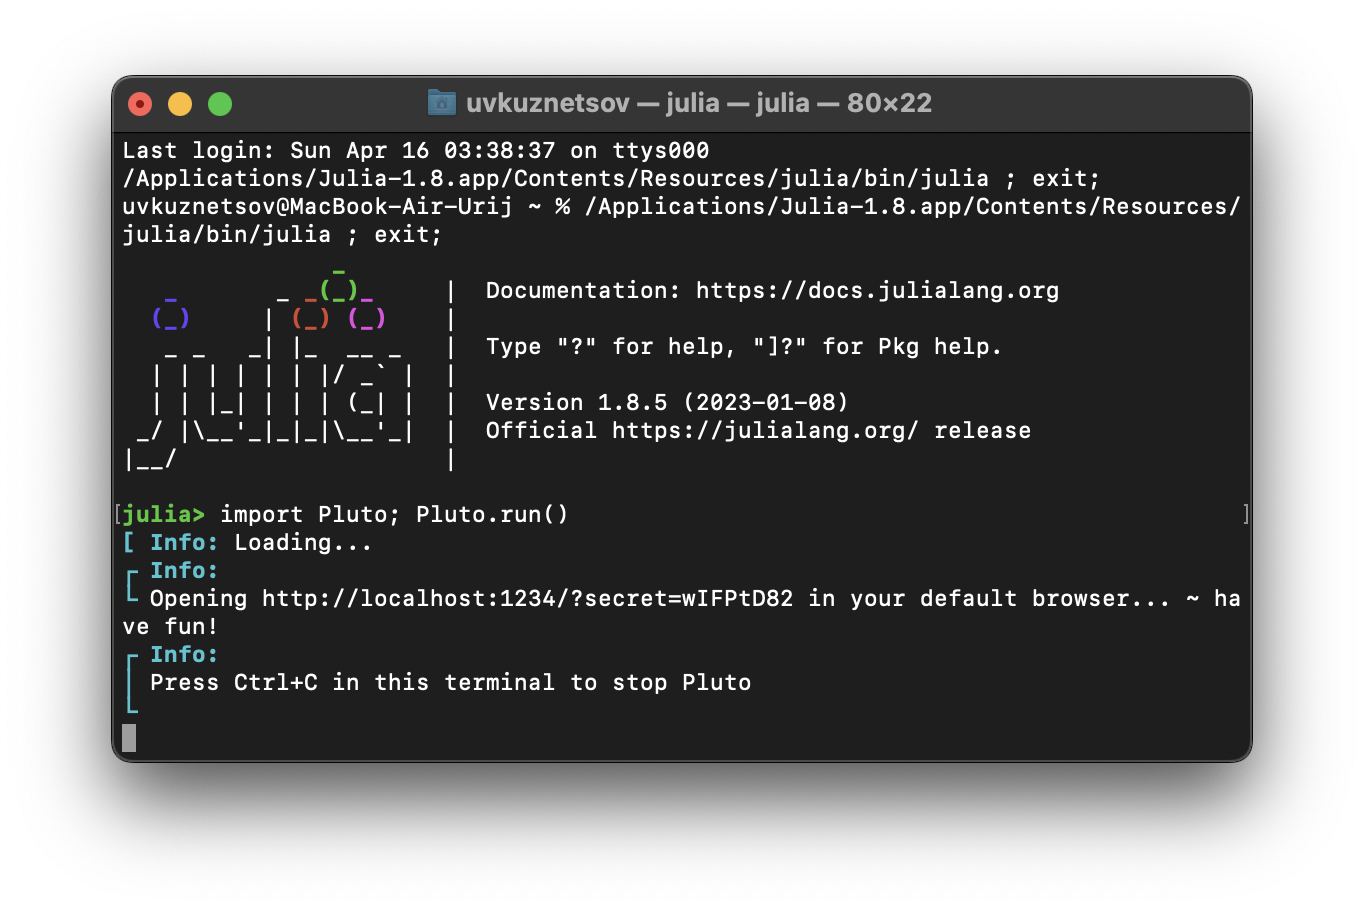 uvkuznetsov — julia — julia — 80×22
Last login: Sun Apr 16 03:38:37 on ttys000
/Applications/Julia-1.8.app/Contents/Resources/julia/bin/julia ; exit;
uvkuznetsov@MacBook-Air-Urij ~ % /Applications/Julia-1.8.app/Contents/Resources/
julia/bin/julia ; exit;
               _
   _       _ _(_)_     |  Documentation: https://docs.julialang.org
  (_)     | (_) (_)    |
   _ _   _| |_  __ _   |  Type "?" for help, "]?" for Pkg help.
  | | | | | | |/ _` |  |
  | | |_| | | | (_| |  |  Version 1.8.5 (2023-01-08)
 _/ |\__'_|_|_|\__'_|  |  Official https://julialang.org/ release
|__/                   |
[julia> import Pluto; Pluto.run() ]
[ Info: Loading...
┌ Info:
└ Opening http://localhost:1234/?secret=wIFPtD82 in your default browser... ~ ha
ve fun!
┌ Info:
│ Press Ctrl+C in this terminal to stop Pluto
└